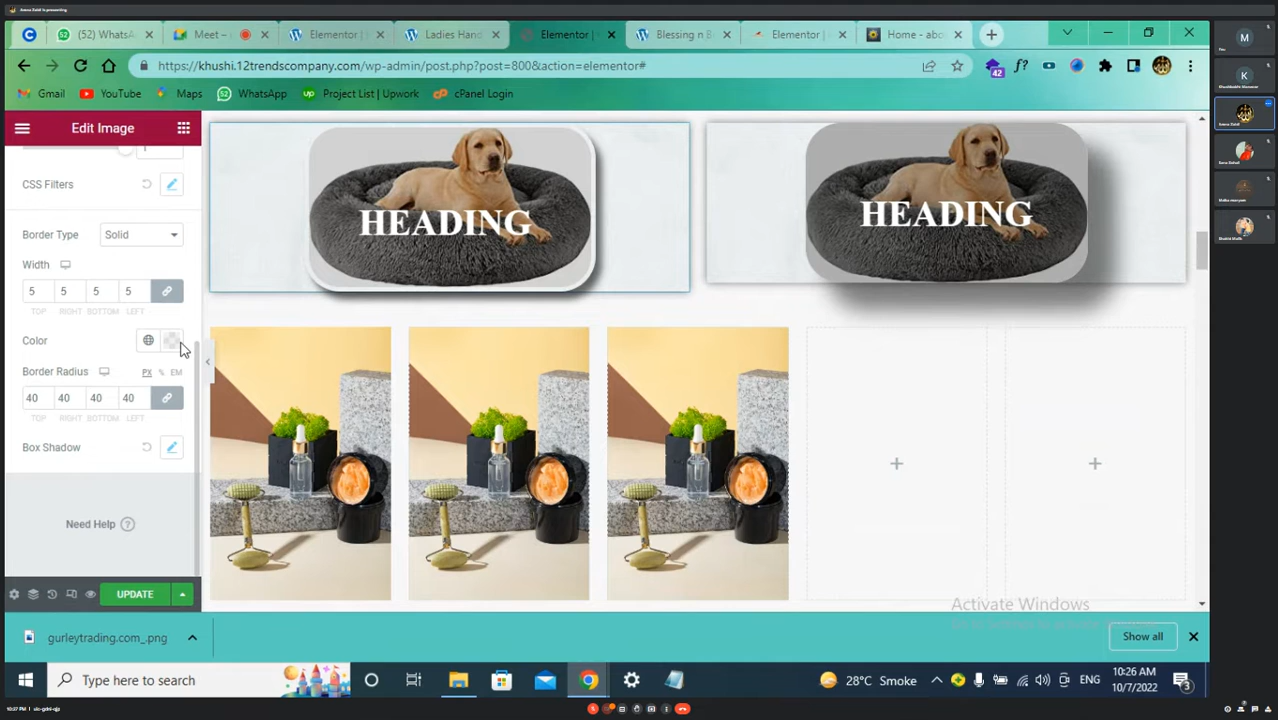 (52) WhatsA
Meet –
Elementor |
Ladies Hand
Elementor |
Blessing n B
Elementor |
Home - abo
https://khushi.12trendscompany.com/wp-admin/post.php?post=800&action=elementor#
42
f?
Gmail
YouTube
Maps
WhatsApp
Project List | Upwork
cPanel Login
Edit Image
1
CSS Filters
Border Type
Solid
Width
5 5 5 5
TOP RIGHT BOTTOM LEFT
Color
Border Radius
PX % EM
40 40 40 40
TOP RIGHT BOTTOM LEFT
Box Shadow
Need Help
UPDATE
HEADING
HEADING
M
K
Activate Windows
gurleytrading.com_.png
Show all
Type here to search
28°C Smoke
ENG
10:26 AM
10/7/2022
3